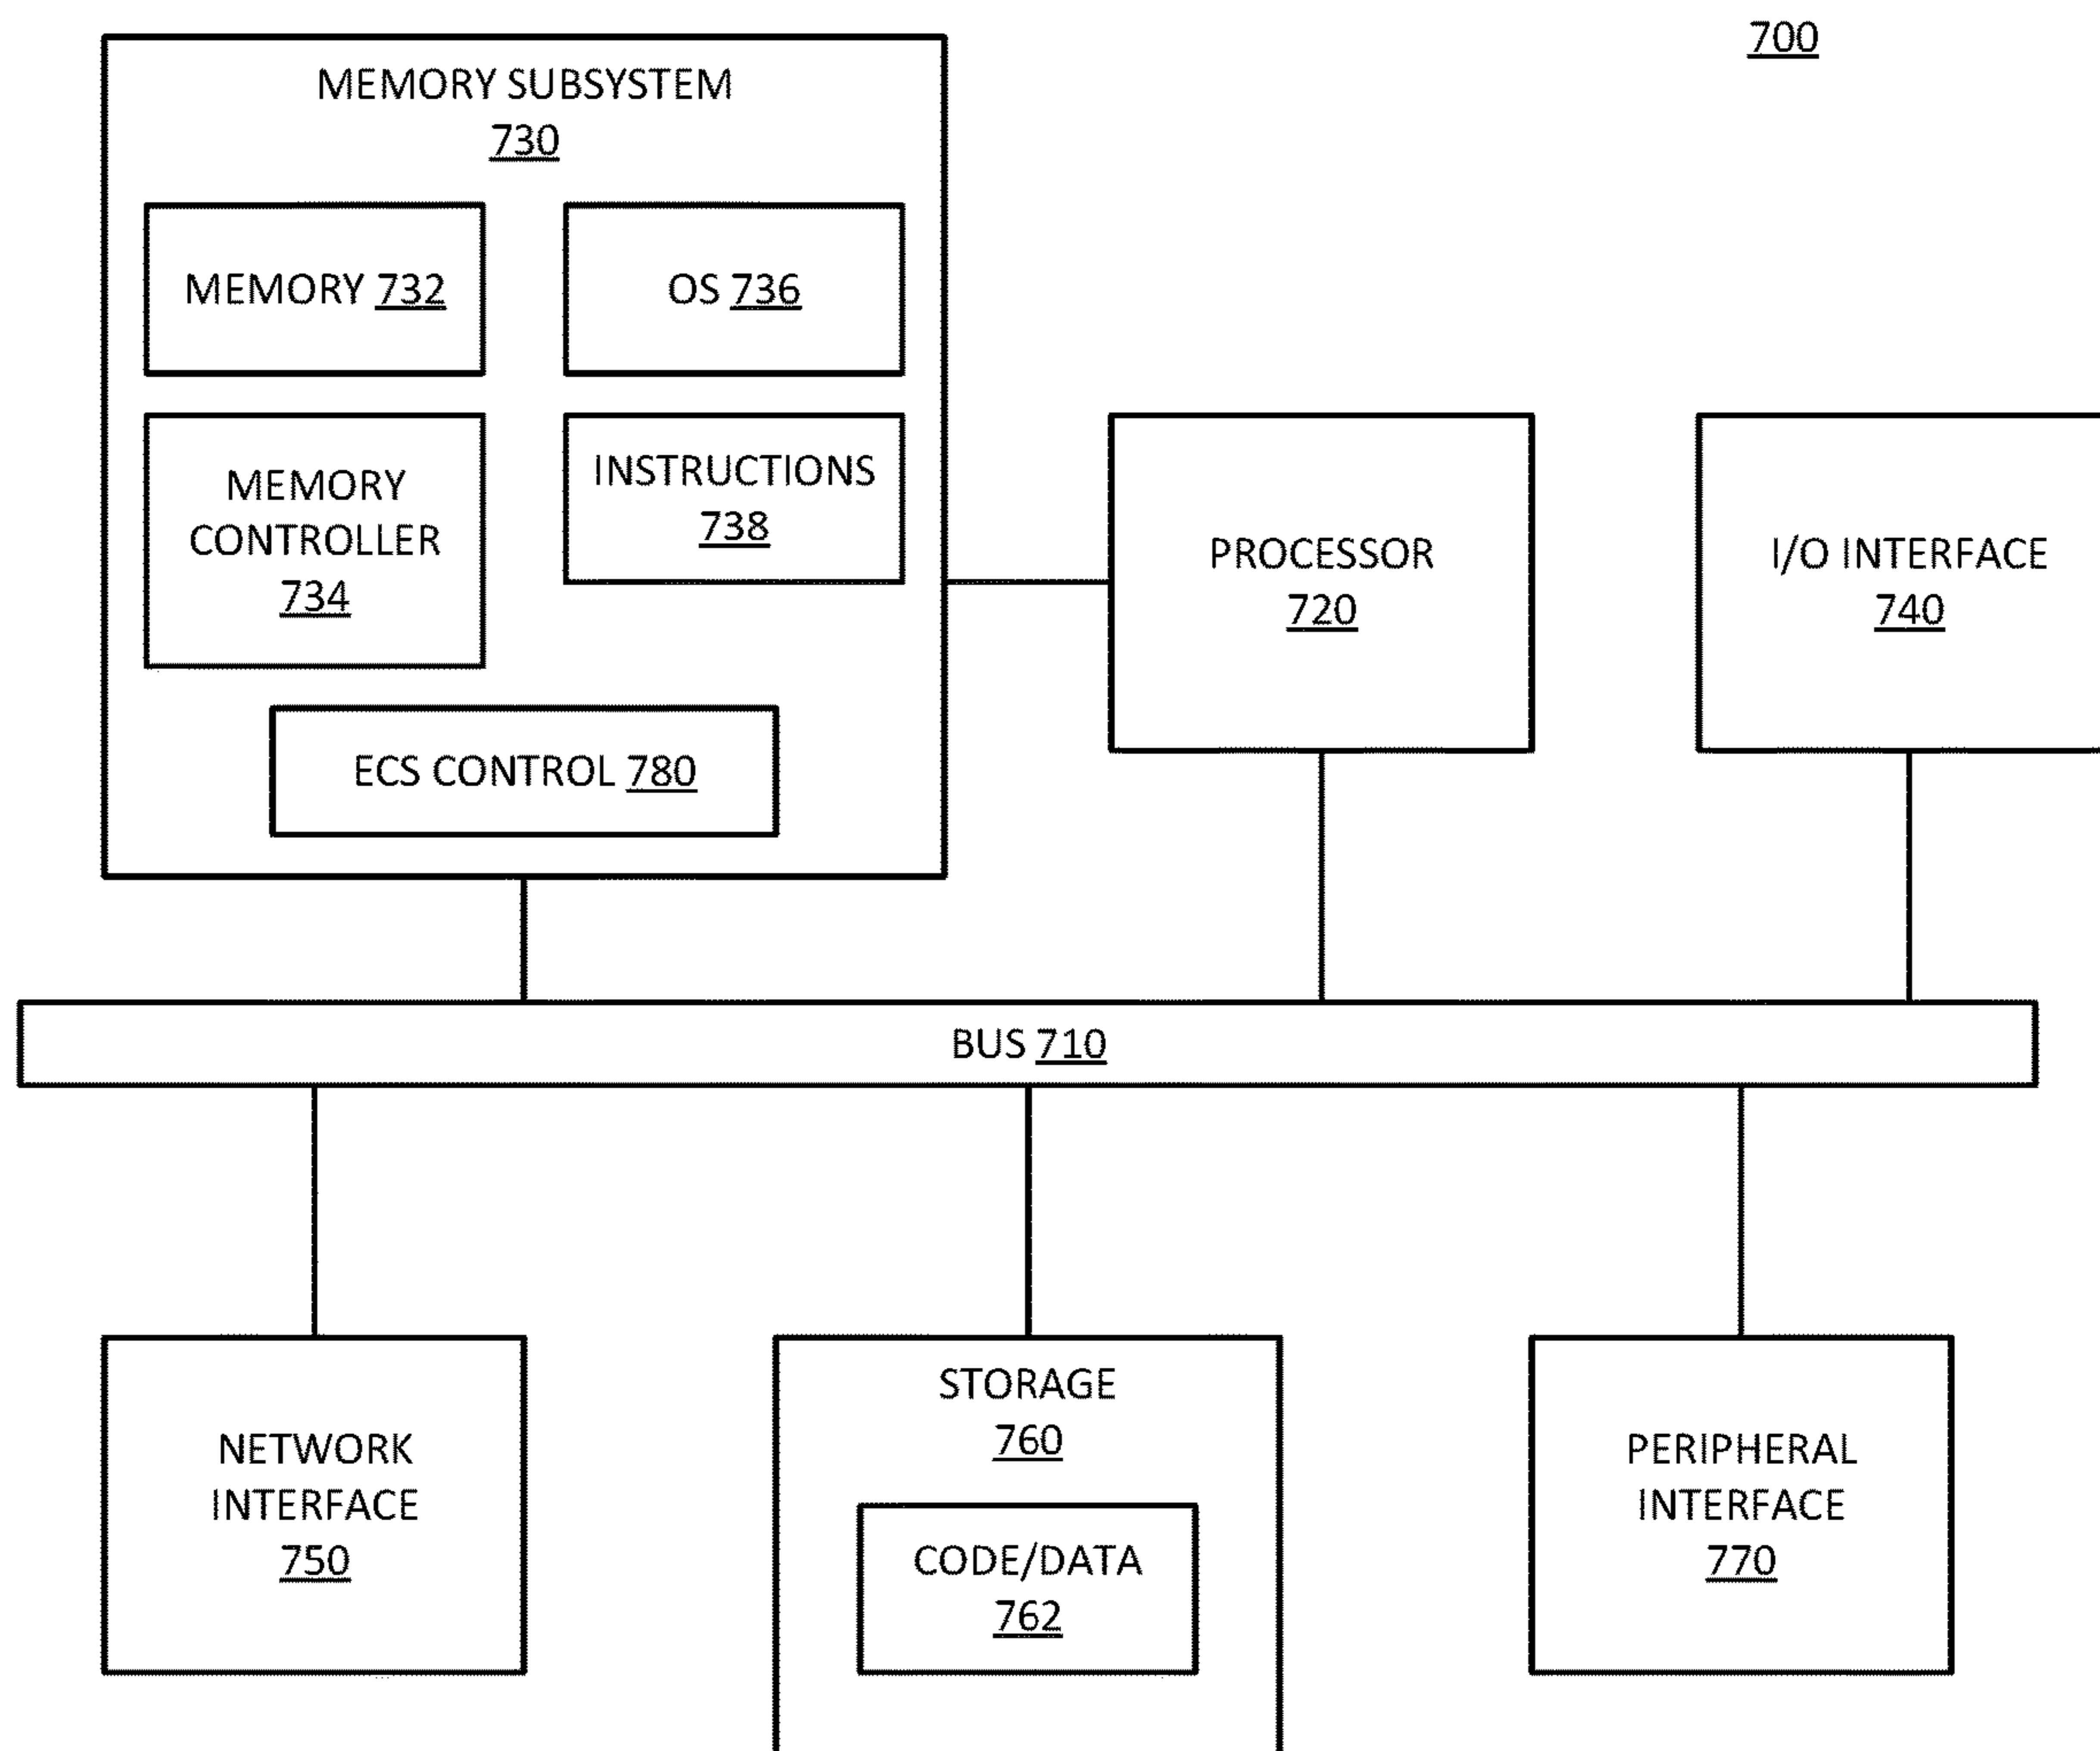 700
MEMORY SUBSYSTEM
730
MEMORY 732
OS 736
MEMORY
CONTROLLER
734
INSTRUCTIONS
738
ECS CONTROL 780
PROCESSOR
720
I/O INTERFACE
740
BUS 710
NETWORK
INTERFACE
750
STORAGE
760
CODE/DATA
762
PERIPHERAL
INTERFACE
770